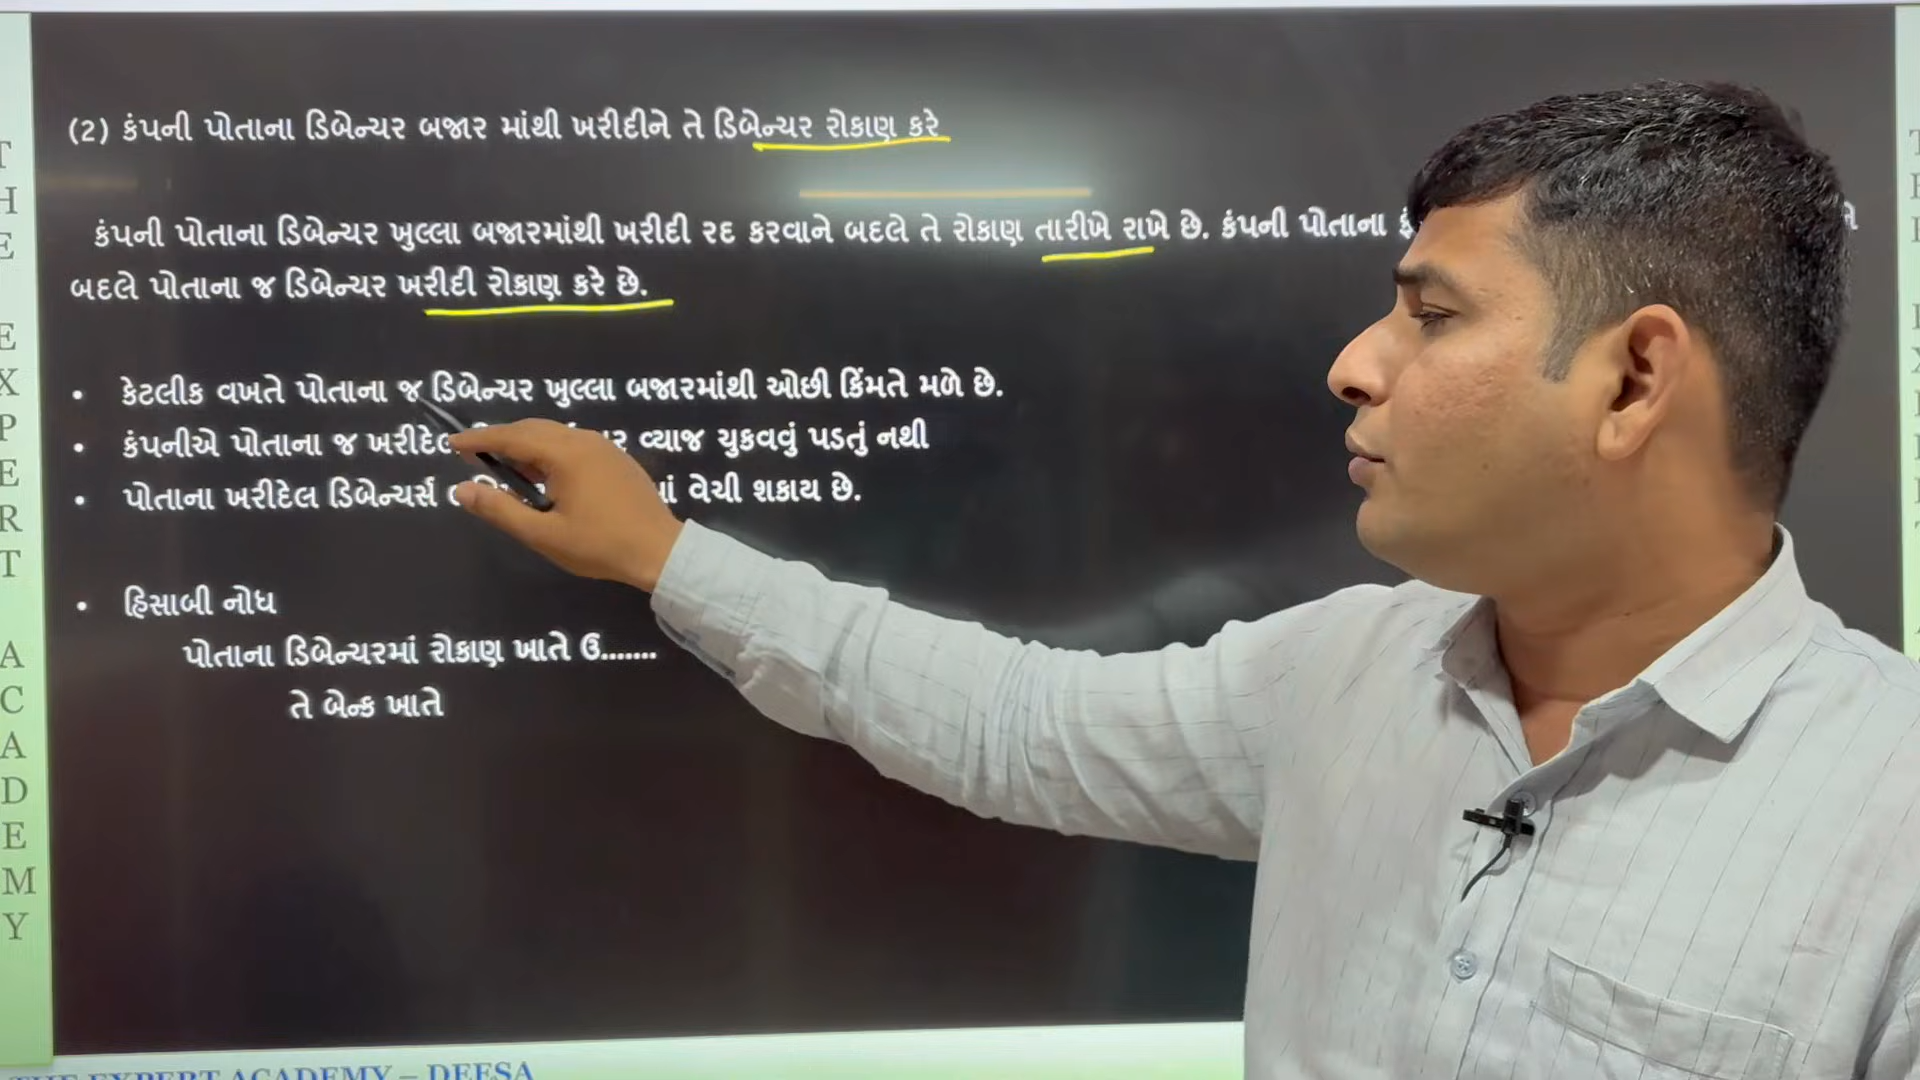 (2) કંપની પોતાના ડિબેન્ચર બજાર માંથી ખરીદીને તે ડિબેન્ચર રોકાણ કરે
કંપની પોતાના ડિબેન્ચર ખુલ્લા બજારમાંથી ખરીદી રદ કરવાને બદલે તે રોકાણ તારીખે રાખે છે. કંપની પોતાના
બદલે પોતાના જ ડિબેન્ચર ખરીદી રોકાણ કરે છે.
• કેટલીક વખતે પોતાના જ ડિબેન્ચર ખુલ્લા બજારમાંથી ઓછી કિંમતે મળે છે.
• કંપનીએ પોતાના જ ખરીદેલ વ્યાજ ચુકવવું પડતું નથી
• પોતાના ખરીદેલ ડિબેન્ચર્સ વેચી શકાય છે.
• હિસાબી નોધ
પોતાના ડિબેન્ચરમાં રોકાણ ખાતે ઉ.......
તે બેન્ક ખાતે
THE EXPERT ACADEMY
THE EXPERT ACADEMY – DEESA